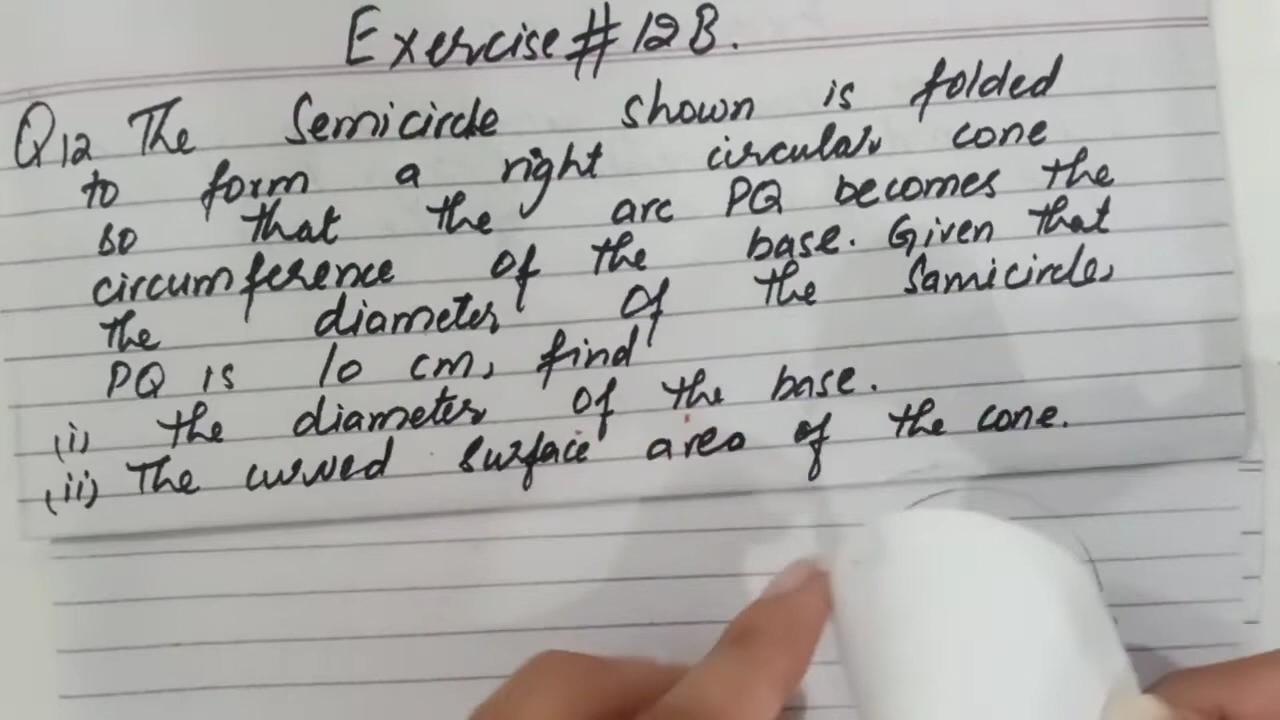 Exercise # 12B.
Q12 The Semicircle shown is folded
to form a right circular cone
so that the arc PQ becomes the
circumference of the base. Given that
the diameter of the Samicircle,
PQ is 10 cm, find
(i) the diameter of the base.
(ii) The curved surface area of the cone.